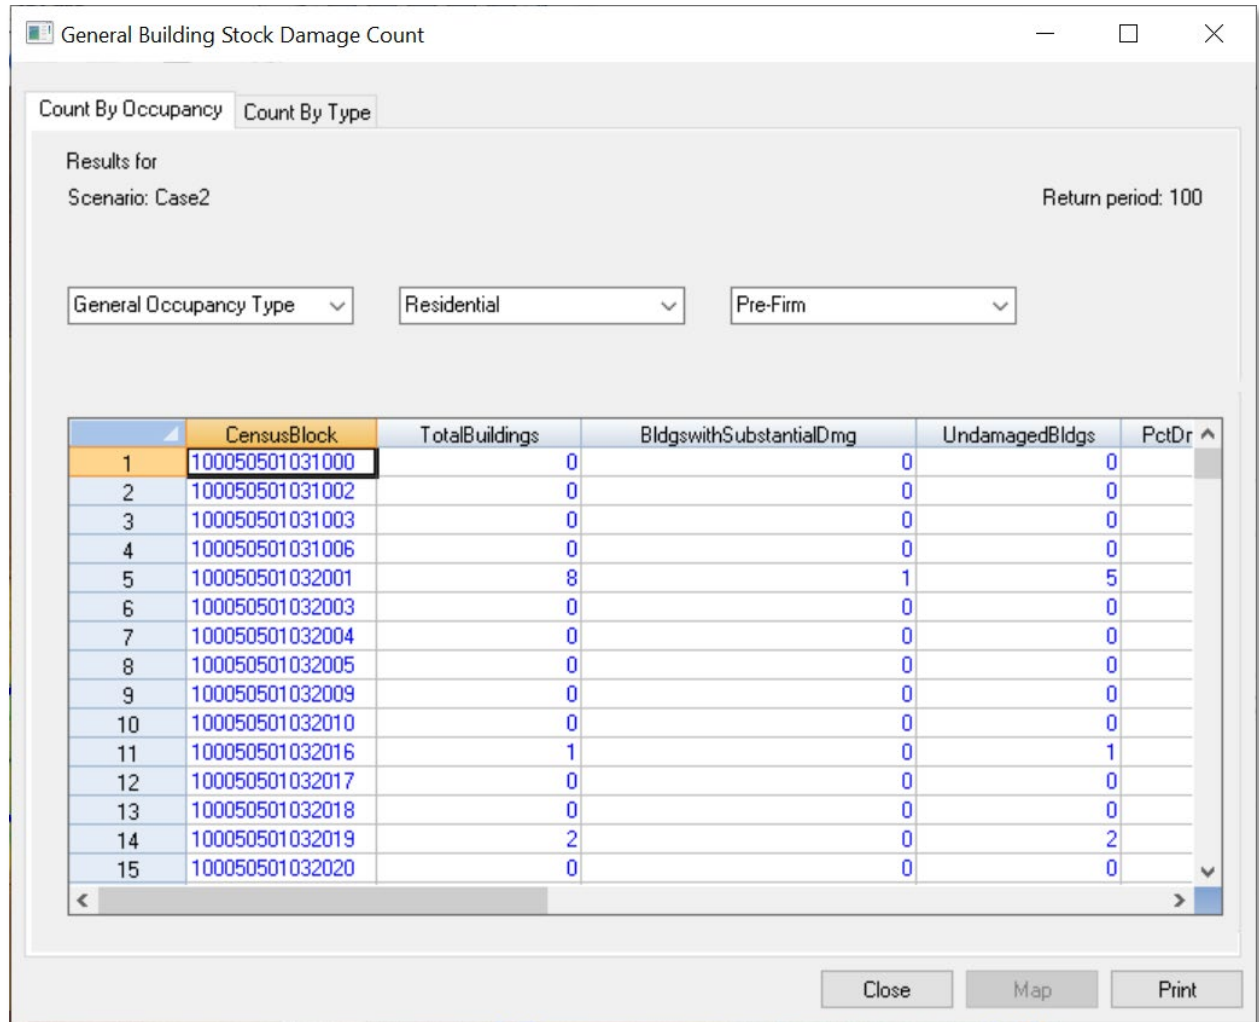 General Building Stock Damage Count
Count By Occupancy Count By Type
Results for
Scenario: Case2 Return period: 100
General Occupancy Type Residential Pre-Firm
CensusBlock TotalBuildings BldgswithSubstantialDmg UndamagedBldgs PctDr
1 100050501031000 0 0 0
2 100050501031002 0 0 0
3 100050501031003 0 0 0
4 100050501031006 0 0 0
5 100050501032001 8 1 5
6 100050501032003 0 0 0
7 100050501032004 0 0 0
8 100050501032005 0 0 0
9 100050501032009 0 0 0
10 100050501032010 0 0 0
11 100050501032016 1 0 1
12 100050501032017 0 0 0
13 100050501032018 0 0 0
14 100050501032019 2 0 2
15 100050501032020 0 0 0
Close Map Print